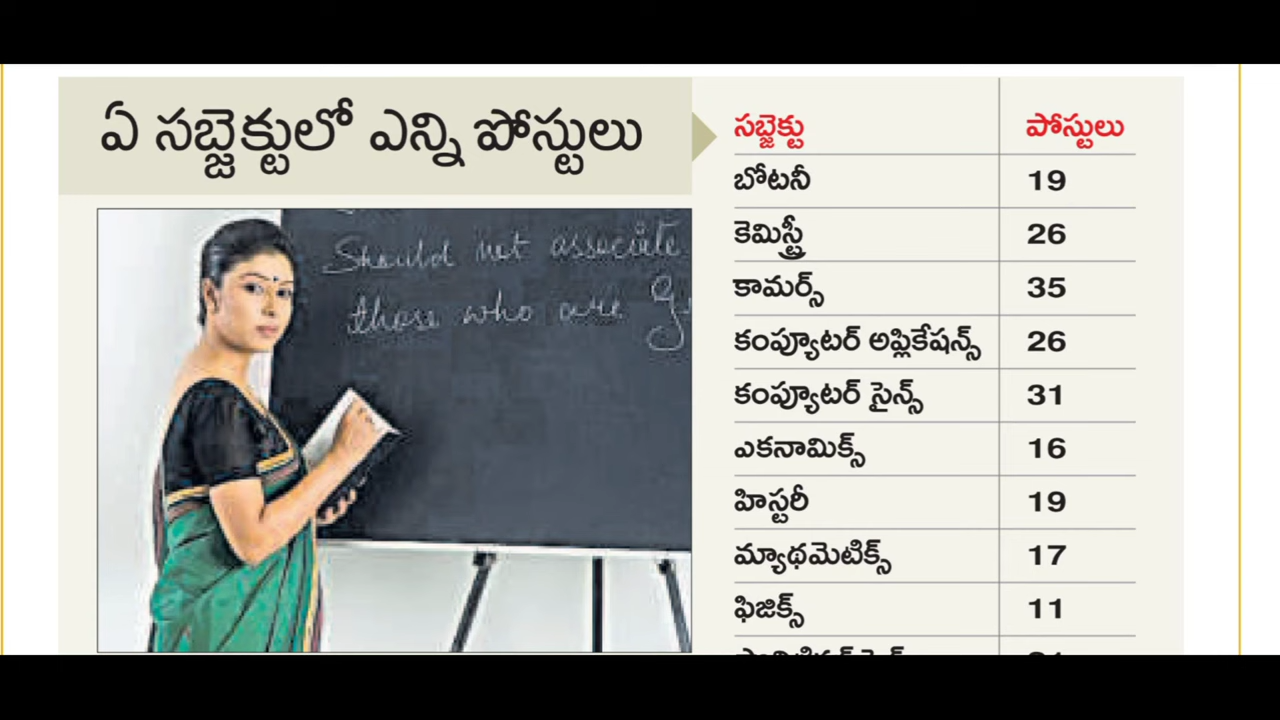 ఏ సబ్జెక్టులో ఎన్ని పోస్టులు
Should not associate
those who are
సబ్జెక్టు పోస్టులు
బోటనీ 19
కెమిస్ట్రీ 26
కామర్స్ 35
కంప్యూటర్ అప్లికేషన్స్ 26
కంప్యూటర్ సైన్స్ 31
ఎకనామిక్స్ 16
హిస్టరీ 19
మ్యాథమెటిక్స్ 17
ఫిజిక్స్ 11